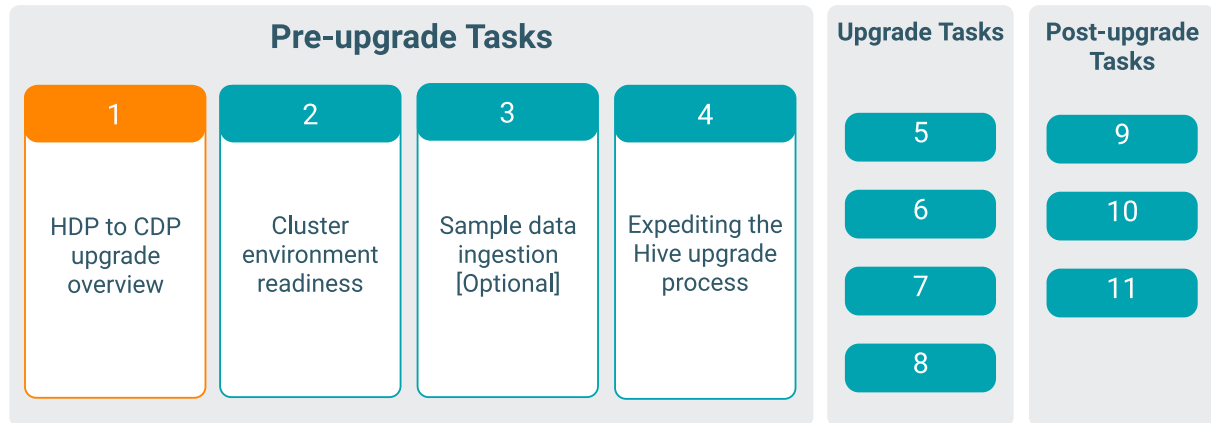 Pre-upgrade Tasks
1
HDP to CDP
upgrade
overview
2
Cluster
environment
readiness
3
Sample data
ingestion
[Optional]
4
Expediting the
Hive upgrade
process
Upgrade Tasks
5
6
7
8
Post-upgrade
Tasks
9
10
11